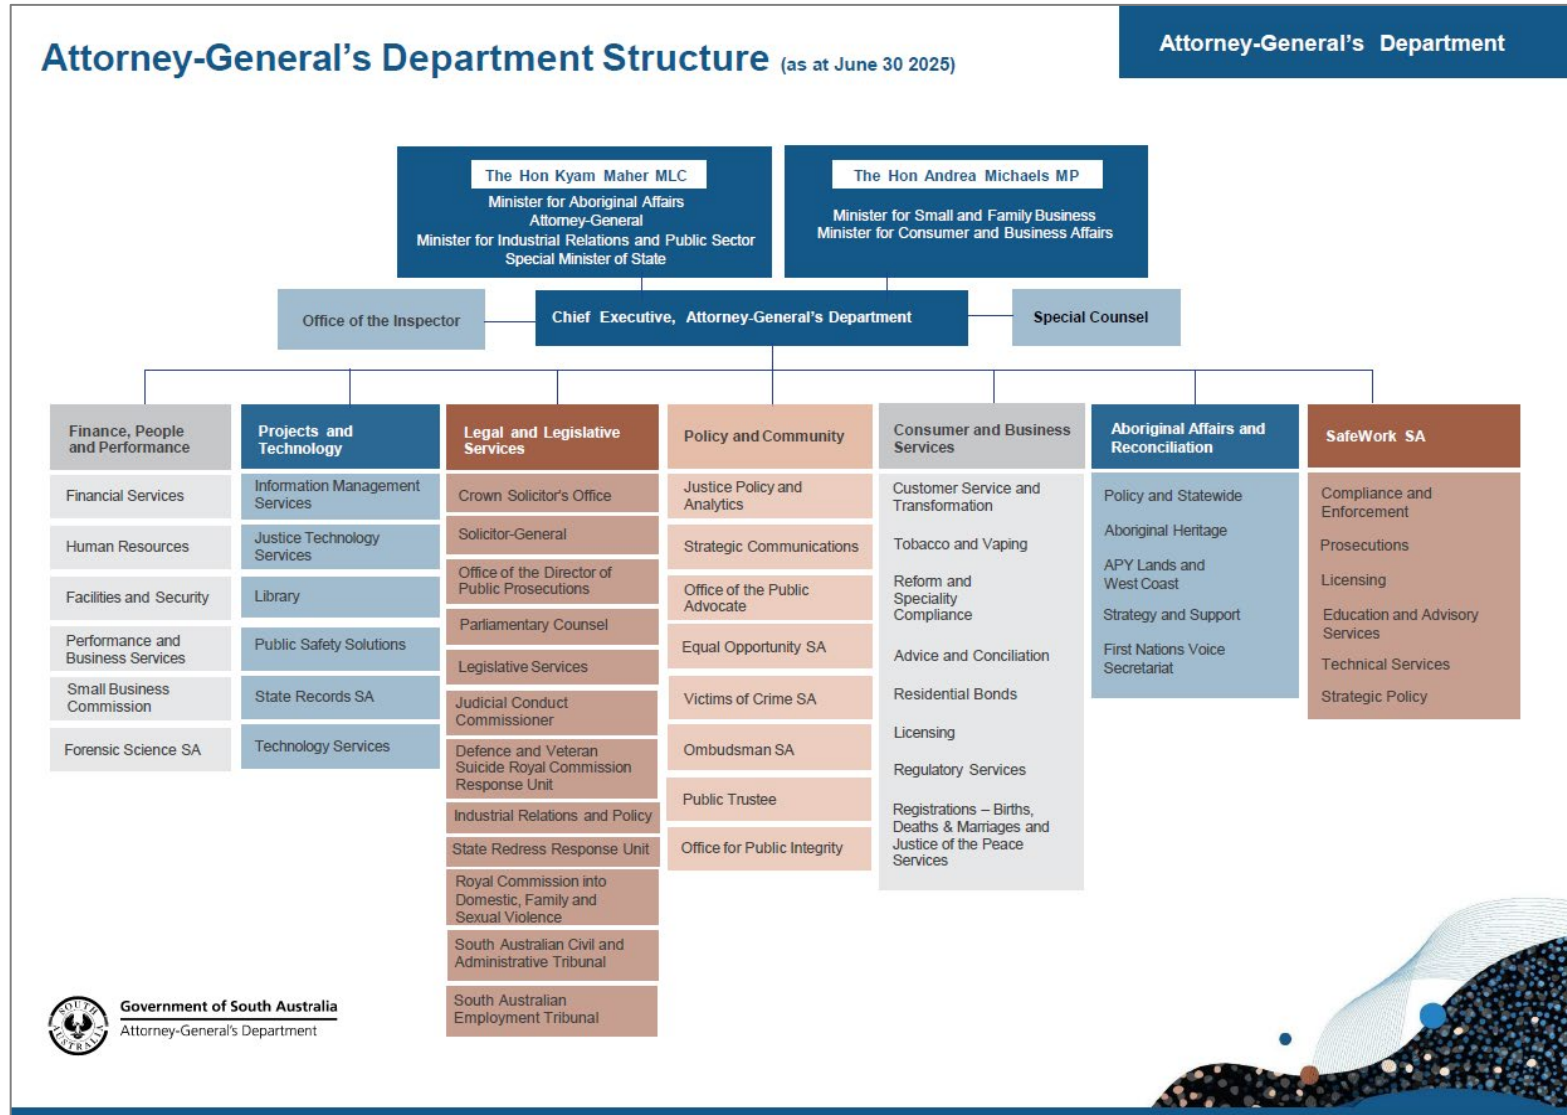 Attorney-General's Department Structure (as at June 30 2025)
Attorney-General's Department
The Hon Kyam Maher MLC
Minister for Aboriginal Affairs
Attorney-General
Minister for Industrial Relations and Public Sector
Special Minister of State
The Hon Andrea Michaels MP
Minister for Small and Family Business
Minister for Consumer and Business Affairs
Office of the Inspector
Chief Executive, Attorney-General's Department
Special Counsel
Finance, People
and Performance
Financial Services
Human Resources
Facilities and Security
Performance and
Business Services
Small Business
Commission
Forensic Science SA
Projects and
Technology
Information Management
Services
Justice Technology
Services
Library
Public Safety Solutions
State Records SA
Technology Services
Legal and Legislative
Services
Crown Solicitor's Office
Solicitor-General
Office of the Director of
Public Prosecutions
Parliamentary Counsel
Legislative Services
Judicial Conduct
Commissioner
Defence and Veteran
Suicide Royal Commission
Response Unit
Industrial Relations and Policy
State Redress Response Unit
Royal Commission into
Domestic, Family and
Sexual Violence
South Australian Civil and
Administrative Tribunal
South Australian
Employment Tribunal
Policy and Community
Justice Policy and
Analytics
Strategic Communications
Office of the Public
Advocate
Equal Opportunity SA
Victims of Crime SA
Ombudsman SA
Public Trustee
Office for Public Integrity
Consumer and Business
Services
Customer Service and
Transformation
Tobacco and Vaping
Reform and
Speciality
Compliance
Advice and Conciliation
Residential Bonds
Licensing
Regulatory Services
Registrations – Births,
Deaths & Marriages and
Justice of the Peace
Services
Aboriginal Affairs and
Reconciliation
Policy and Statewide
Aboriginal Heritage
APY Lands and
West Coast
Strategy and Support
First Nations Voice
Secretariat
SafeWork SA
Compliance and
Enforcement
Prosecutions
Licensing
Education and Advisory
Services
Technical Services
Strategic Policy
SOUTH
AUSTRALIA
Government of South Australia
Attorney-General's Department